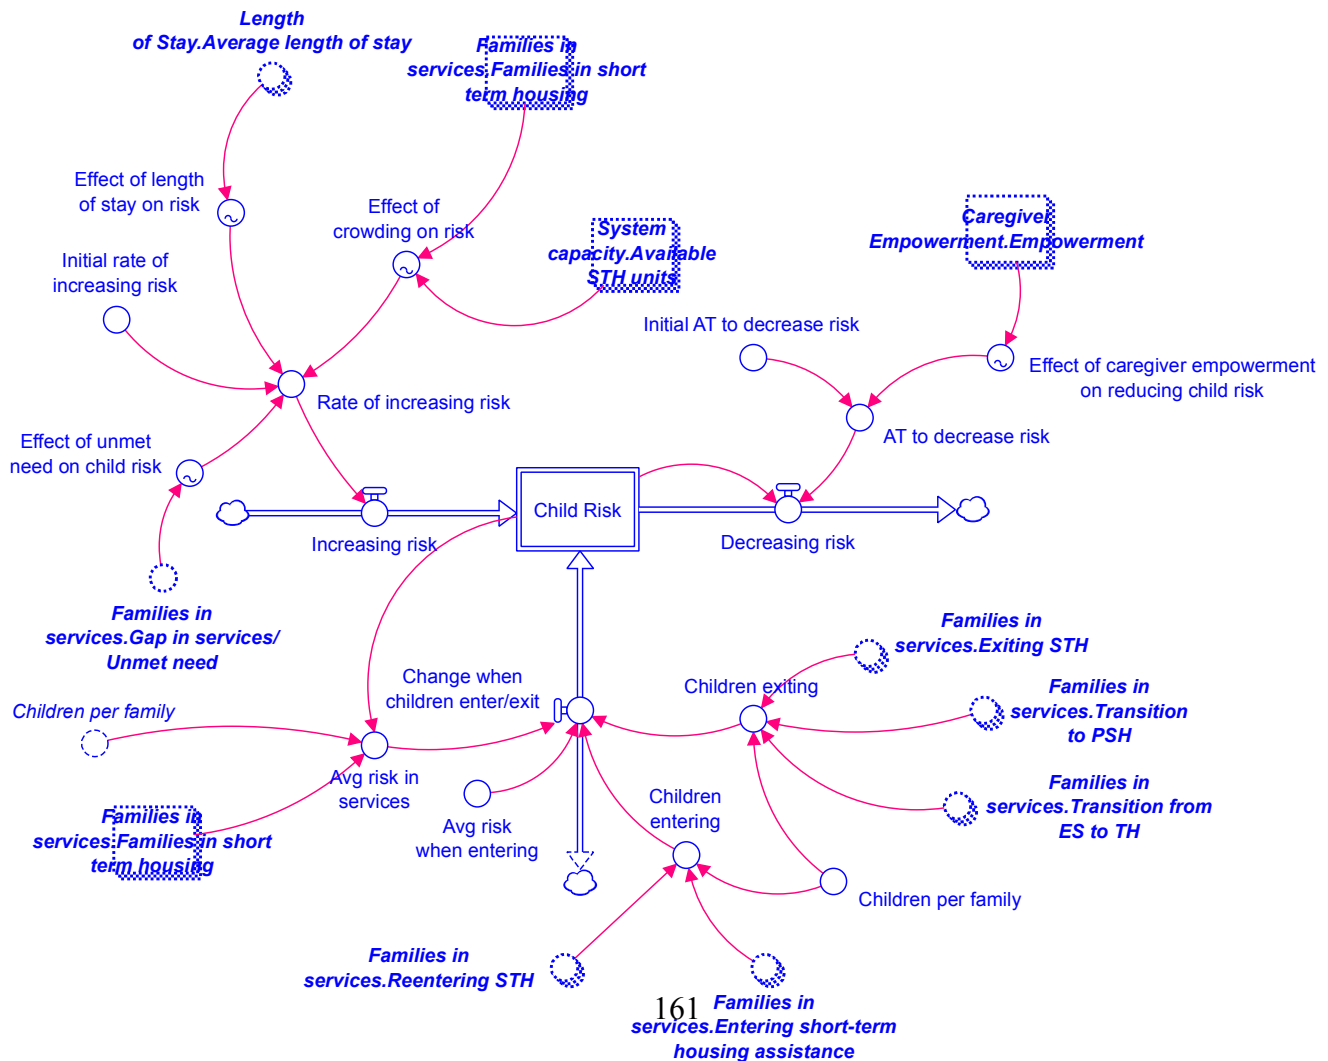 Length
of Stay.Average length of stay
Families in
services.Families in short
term housing
Effect of length
of stay on risk
Effect of
crowding on risk
System
capacity.Available
STH units
Caregiver
Empowerment.Empowerment
Initial rate of
increasing risk
Initial AT to decrease risk
Effect of caregiver empowerment
on reducing child risk
Rate of increasing risk
AT to decrease risk
Effect of unmet
need on child risk
Child Risk
Increasing risk
Decreasing risk
Families in
services.Gap in services/
Unmet need
Families in
services.Exiting STH
Change when
children enter/exit
Children exiting
Families in
services.Transition
to PSH
Children per family
Avg risk in
services
Families in
services.Transition from
ES to TH
Children
entering
Avg risk
when entering
Families in
services.Families in short
term housing
Children per family
Families in
services.Reentering STH
161
Families in
services.Entering short-term
housing assistance